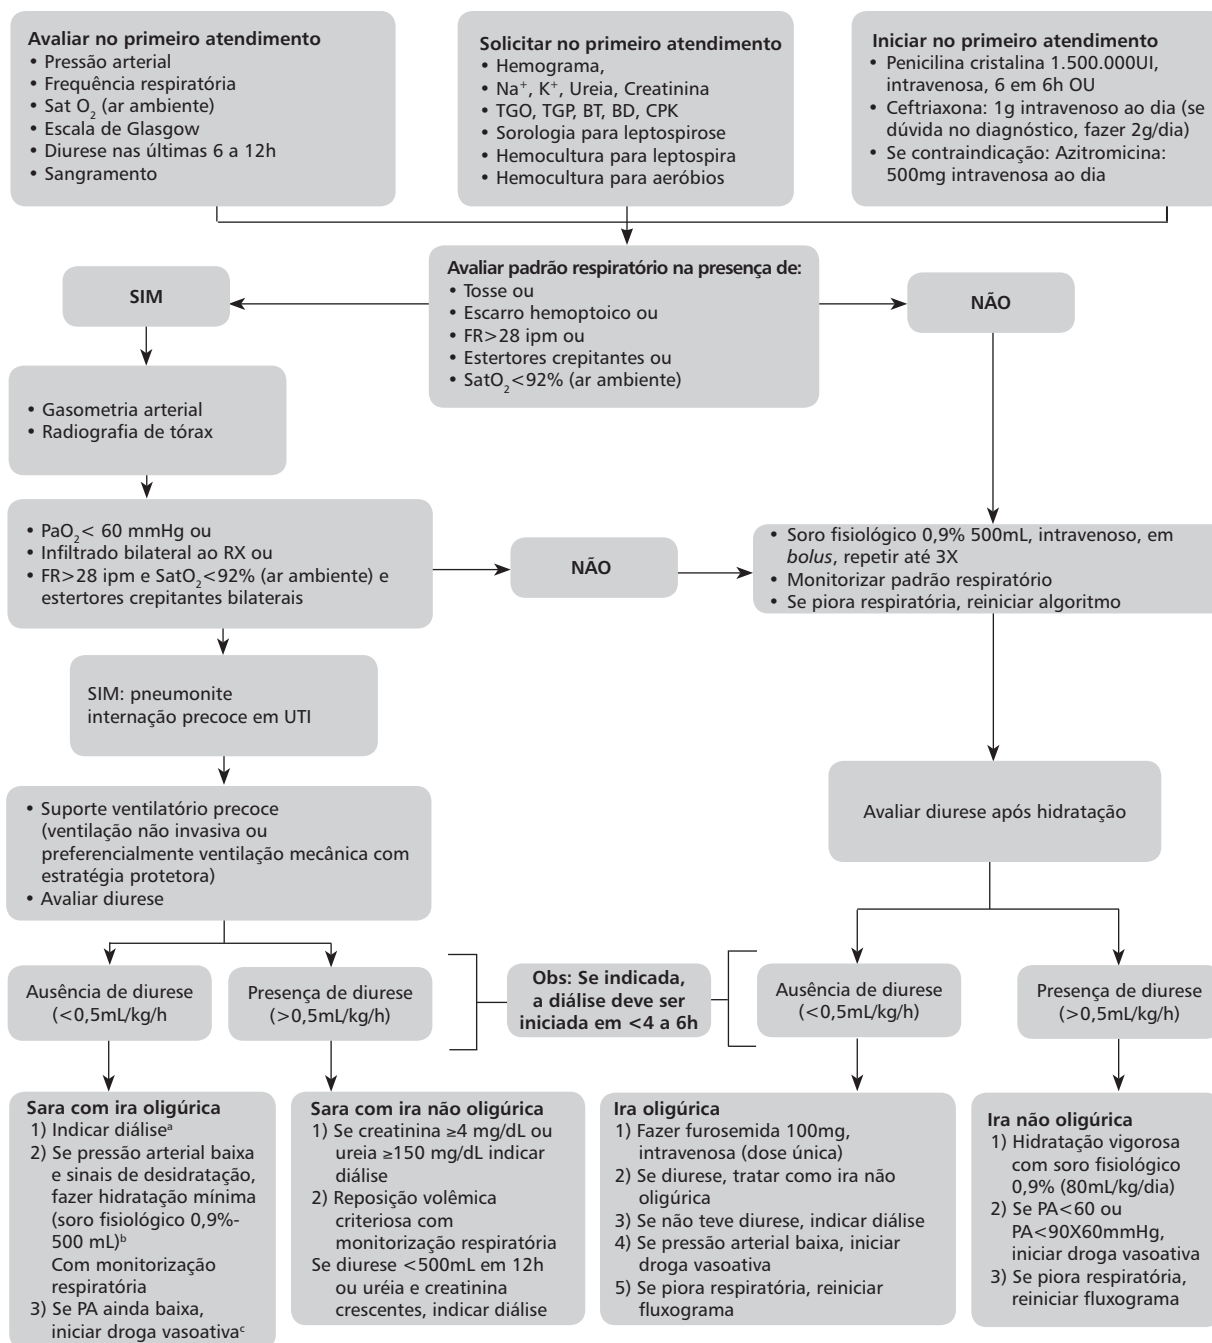 Avaliar no primeiro atendimento
• Pressão arterial
• Frequência respiratória
• Sat O₂ (ar ambiente)
• Escala de Glasgow
• Diurese nas últimas 6 a 12h
• Sangramento
Solicitar no primeiro atendimento
• Hemograma,
• Na⁺, K⁺, Ureia, Creatinina
• TGO, TGP, BT, BD, CPK
• Sorologia para leptospirose
• Hemocultura para leptospira
• Hemocultura para aeróbios
Iniciar no primeiro atendimento
• Penicilina cristalina 1.500.000UI,
intravenosa, 6 em 6h OU
• Ceftriaxona: 1g intravenoso ao dia (se
dúvida no diagnóstico, fazer 2g/dia)
• Se contraindicação: Azitromicina:
500mg intravenosa ao dia
Avaliar padrão respiratório na presença de:
• Tosse ou
• Escarro hemoptoico ou
• FR>28 ipm ou
• Estertores crepitantes ou
• SatO₂<92% (ar ambiente)
SIM
NÃO
• Gasometria arterial
• Radiografia de tórax
• PaO₂< 60 mmHg ou
• Infiltrado bilateral ao RX ou
• FR>28 ipm e SatO₂<92% (ar ambiente) e
estertores crepitantes bilaterais
NÃO
• Soro fisiológico 0,9% 500mL, intravenoso, em
bolus, repetir até 3X
• Monitorizar padrão respiratório
• Se piora respiratória, reiniciar algoritmo
SIM: pneumonite
internação precoce em UTI
• Suporte ventilatório precoce
(ventilação não invasiva ou
preferencialmente ventilação mecânica com
estratégia protetora)
• Avaliar diurese
Avaliar diurese após hidratação
Ausência de diurese
(<0,5mL/kg/h
Presença de diurese
(>0,5mL/kg/h)
Obs: Se indicada,
a diálise deve ser
iniciada em <4 a 6h
Ausência de diurese
(<0,5mL/kg/h)
Presença de diurese
(>0,5mL/kg/h)
Sara com ira oligúrica
1) Indicar diáliseᵃ
2) Se pressão arterial baixa
e sinais de desidratação,
fazer hidratação mínima
(soro fisiológico 0,9%-
500 mL)ᵇ
Com monitorização
respiratória
3) Se PA ainda baixa,
iniciar droga vasoativaᶜ
Sara com ira não oligúrica
1) Se creatinina ≥4 mg/dL ou
ureia ≥150 mg/dL indicar
diálise
2) Reposição volêmica
criteriosa com
monitorização respiratória
Se diurese <500mL em 12h
ou uréia e creatinina
crescentes, indicar diálise
Ira oligúrica
1) Fazer furosemida 100mg,
intravenosa (dose única)
2) Se diurese, tratar como ira não
oligúrica
3) Se não teve diurese, indicar diálise
4) Se pressão arterial baixa, iniciar
droga vasoativa
5) Se piora respiratória, reiniciar
fluxograma
Ira não oligúrica
1) Hidratação vigorosa
com soro fisiológico
0,9% (80mL/kg/dia)
2) Se PA<60 ou
PA<90X60mmHg,
iniciar droga vasoativa
3) Se piora respiratória,
reiniciar fluxograma